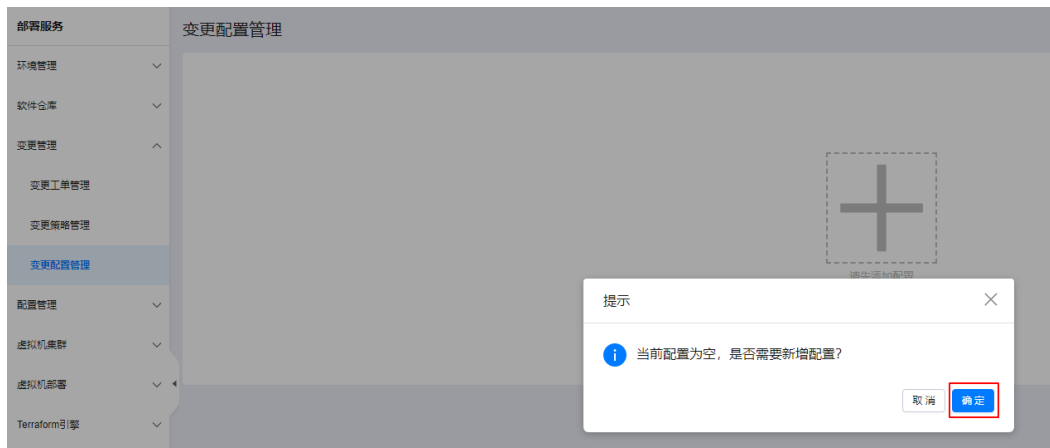 部署服务
变更配置管理
环境管理
软件仓库
变更管理
变更工单管理
变更策略管理
变更配置管理
请先添加配置
配置管理
提示
虚拟机集群
当前配置为空，是否需要新增配置？
虚拟机部署
取消
确定
Terraform引擎